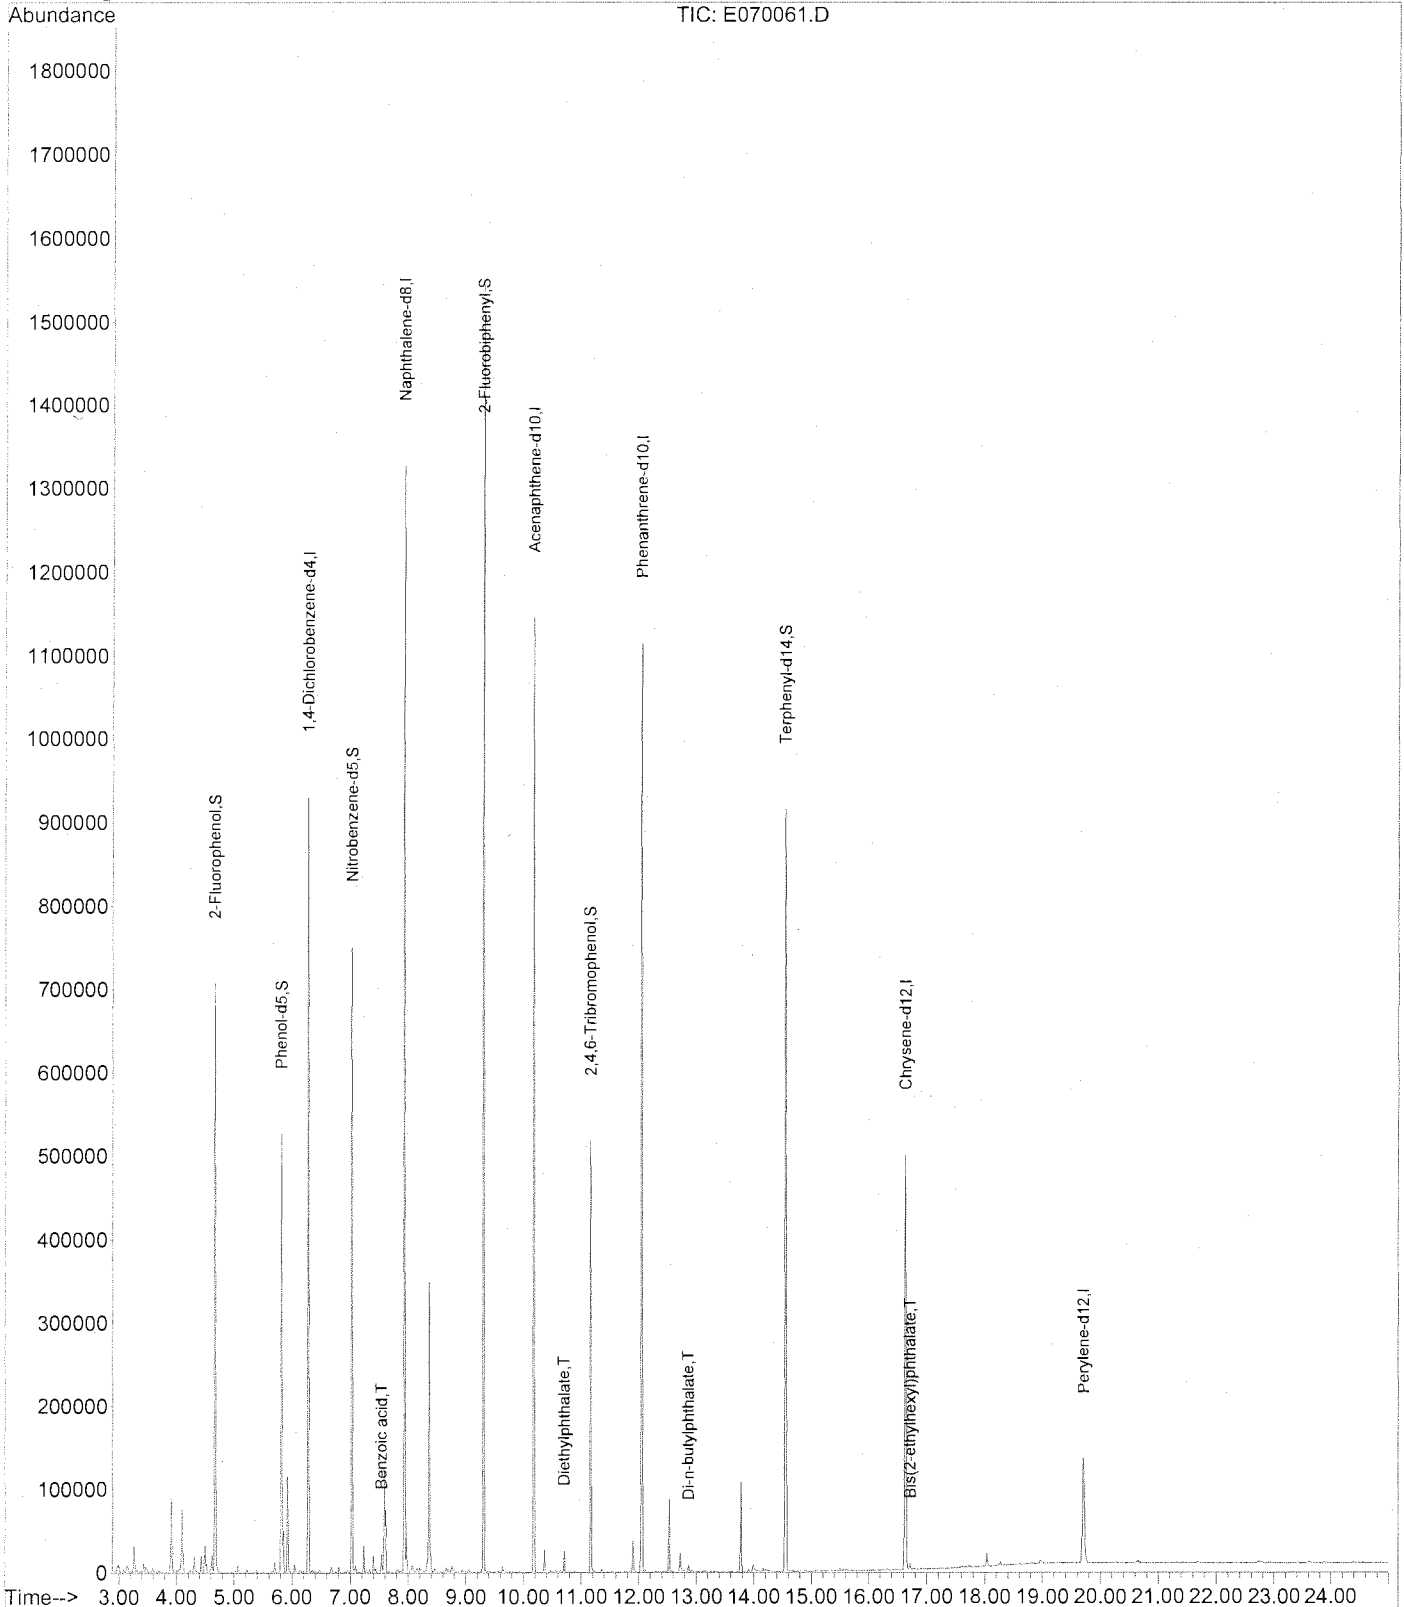 Abundance
TIC: E070061.D
1800000
1700000
1600000
1500000
1400000
1300000
1200000
1100000
1000000
900000
800000
700000
600000
500000
400000
300000
200000
100000
0
2-Fluorophenol,S
Phenol-d5,S
1,4-Dichlorobenzene-d4,I
Nitrobenzene-d5,S
Benzoic acid,T
Naphthalene-d8,I
2-Fluorobiphenyl,S
Acenaphthene-d10,I
Diethylphthalate,T
2,4,6-Tribromophenol,S
Phenanthrene-d10,I
Di-n-butylphthalate,T
Terphenyl-d14,S
Chrysene-d12,I
Bis(2-ethylhexyl)phthalate,T
Perylene-d12,I
Time--> 3.00 4.00 5.00 6.00 7.00 8.00 9.00 10.00 11.00 12.00 13.00 14.00 15.00 16.00 17.00 18.00 19.00 20.00 21.00 22.00 23.00 24.00